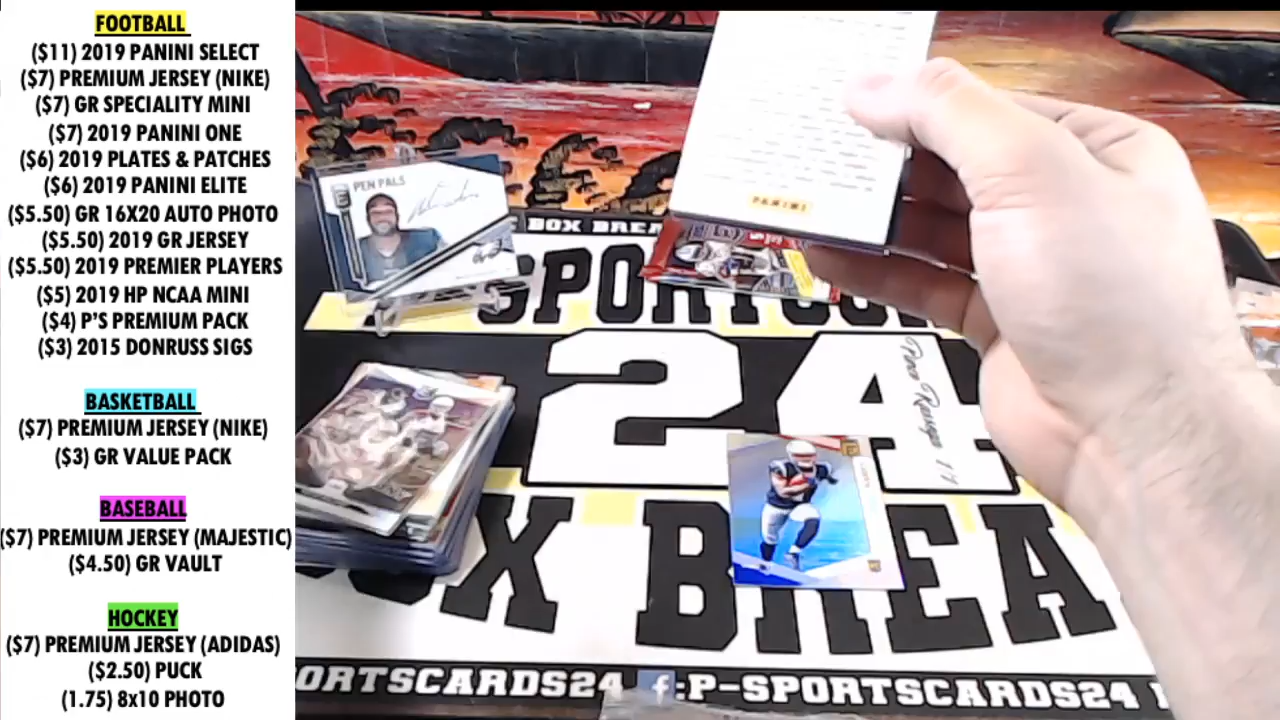 FOOTBALL
($11) 2019 PANINI SELECT
($7) PREMIUM JERSEY (NIKE)
($7) GR SPECIALITY MINI
($7) 2019 PANINI ONE
($6) 2019 PLATES & PATCHES
($6) 2019 PANINI ELITE
($5.50) GR 16X20 AUTO PHOTO
($5.50) 2019 GR JERSEY
($5.50) 2019 PREMIER PLAYERS
($5) 2019 HP NCAA MINI
($4) P'S PREMIUM PACK
($3) 2015 DONRUSS SIGS
BASKETBALL
($7) PREMIUM JERSEY (NIKE)
($3) GR VALUE PACK
BASEBALL
($7) PREMIUM JERSEY (MAJESTIC)
($4.50) GR VAULT
HOCKEY
($7) PREMIUM JERSEY (ADIDAS)
($2.50) PUCK
(1.75) 8x10 PHOTO
PEN PALS
PANINI
BOX BREA
SPORTSC
24
X BREA
ORTSCARDS24 f:P-SPORTSCARDS24